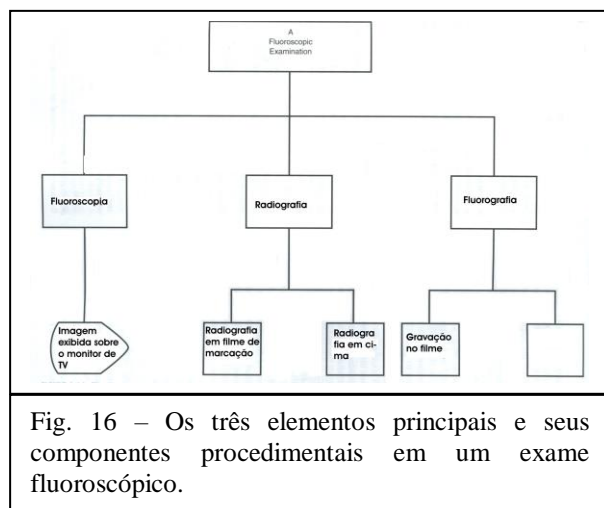 A
Fluoroscopic
Examination
Fluoroscopia
Radiografia
Fluorografia
Imagem
exibida sobre
o monitor de
TV
Radiografia
em filme de
marcação
Radiogra
fia em ci-
ma
Gravação
no filme
Fig. 16 – Os três elementos principais e seus
componentes procedimentais em um exame
fluoroscópico.